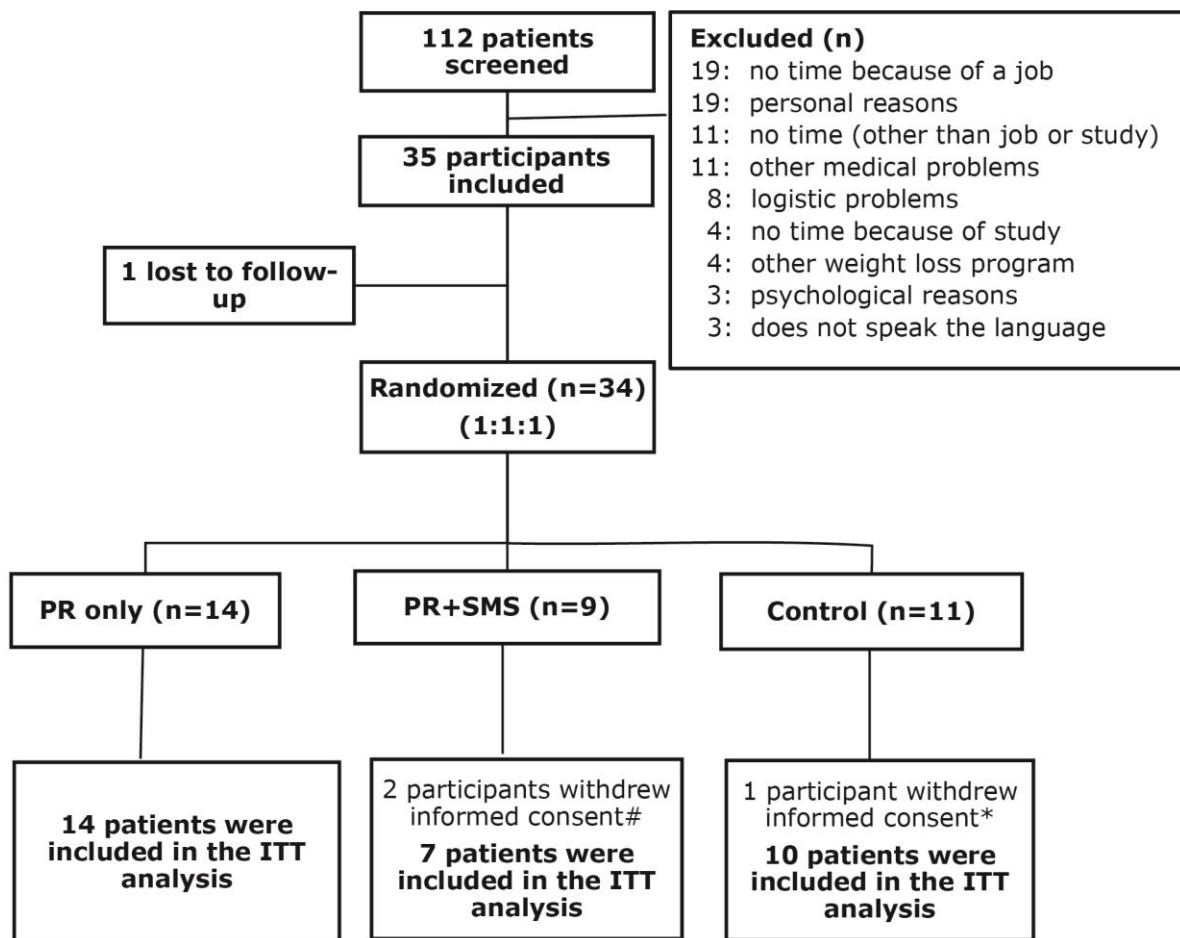 112 patients
screened
Excluded (n)
19: no time because of a job
19: personal reasons
11: no time (other than job or study)
11: other medical problems
8: logistic problems
4: no time because of study
4: other weight loss program
3: psychological reasons
3: does not speak the language
35 participants
included
1 lost to follow-
up
Randomized (n=34)
(1:1:1)
PR only (n=14)
PR+SMS (n=9)
Control (n=11)
14 patients were
included in the ITT
analysis
2 participants withdrew
informed consent#
7 patients were
included in the ITT
analysis
1 participant withdrew
informed consent*
10 patients were
included in the ITT
analysis